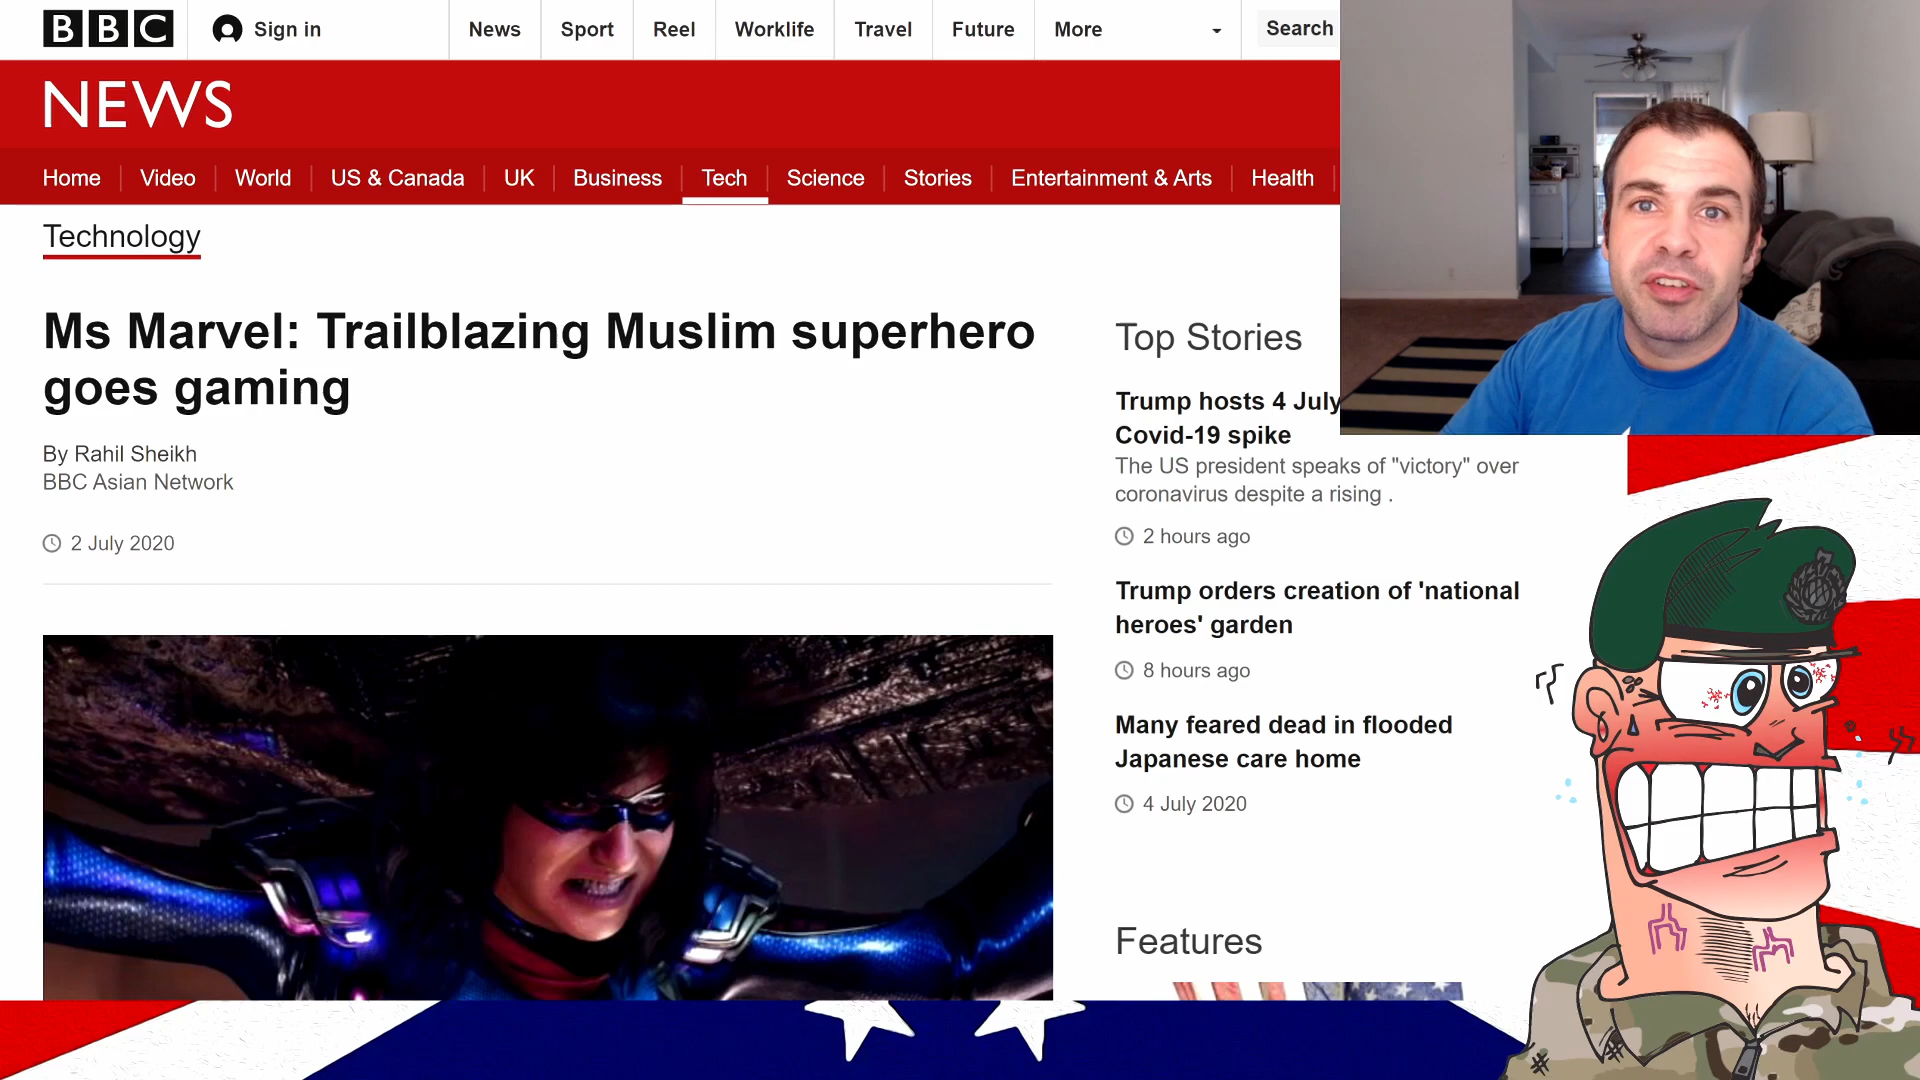 BBC
Sign in
News
Sport
Reel
Worklife
Travel
Future
More
Search
NEWS
Home
Video
World
US & Canada
UK
Business
Tech
Science
Stories
Entertainment & Arts
Health
Technology
Ms Marvel: Trailblazing Muslim superhero
goes gaming
By Rahil Sheikh
BBC Asian Network
2 July 2020
Top Stories
Trump hosts 4 July
Covid-19 spike
The US president speaks of "victory" over
coronavirus despite a rising .
2 hours ago
Trump orders creation of 'national
heroes' garden
8 hours ago
Many feared dead in flooded
Japanese care home
4 July 2020
Features